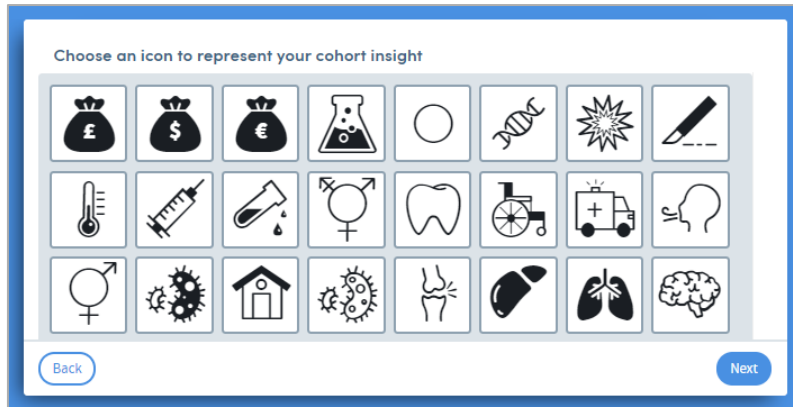 Choose an icon to represent your cohort insight
£ $ €
Back Next